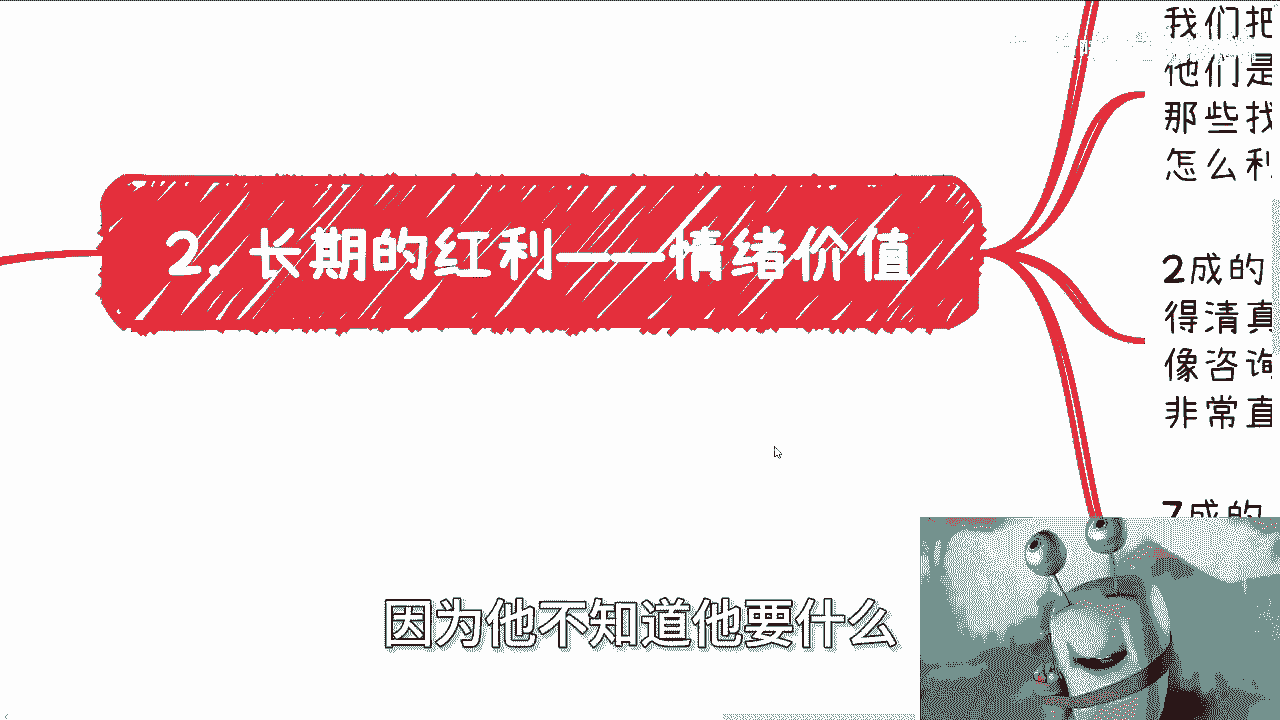 我们把
他们是
那些找
怎么利
2. 长期的红利——情绪价值
2成的
得清真
像咨询
非常直
7成的
因为他不知道他要什么